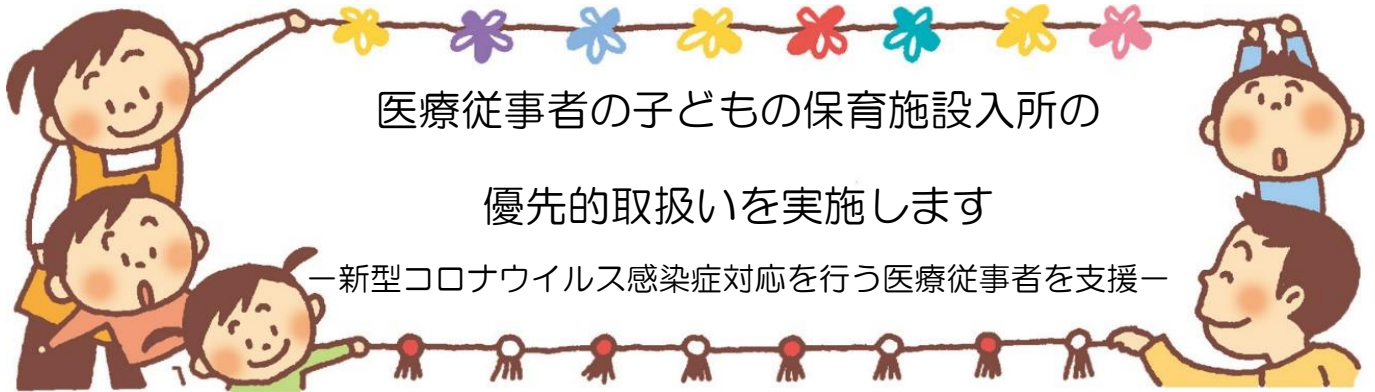 医療従事者の子どもの保育施設入所の
優先的取扱いを実施します
―新型コロナウイルス感染症対応を行う医療従事者を支援―